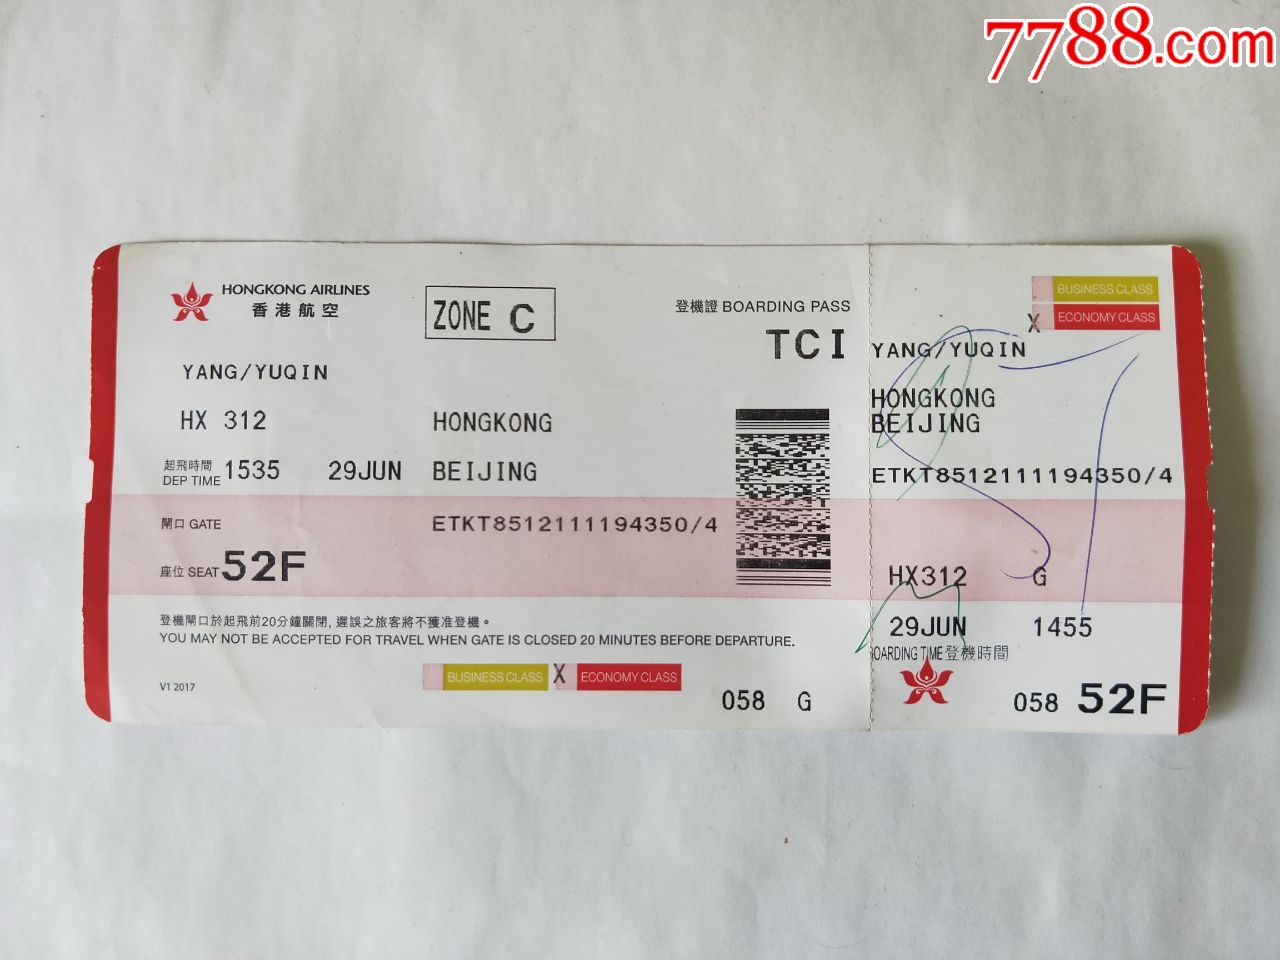 7788.com
HONGKONG AIRLINES
香港航空
ZONE C
登機證 BOARDING PASS
TCI
YANG/YUQIN
HX 312
HONGKONG
起飛時間
DEP TIME 1535 29JUN BEIJING
閘口 GATE
ETKT8512111194350/4
座位 SEAT 52F
登機閘口於起飛前20分鐘關閉, 遲誤之旅客將不獲准登機。
YOU MAY NOT BE ACCEPTED FOR TRAVEL WHEN GATE IS CLOSED 20 MINUTES BEFORE DEPARTURE.
BUSINESS CLASS X ECONOMY CLASS
V1 2017
058 G
BUSINESS CLASS
X ECONOMY CLASS
YANG/YUQIN
HONGKONG
BEIJING
ETKT8512111194350/4
HX312 G
29JUN 1455
BOARDING TIME 登機時間
058 52F